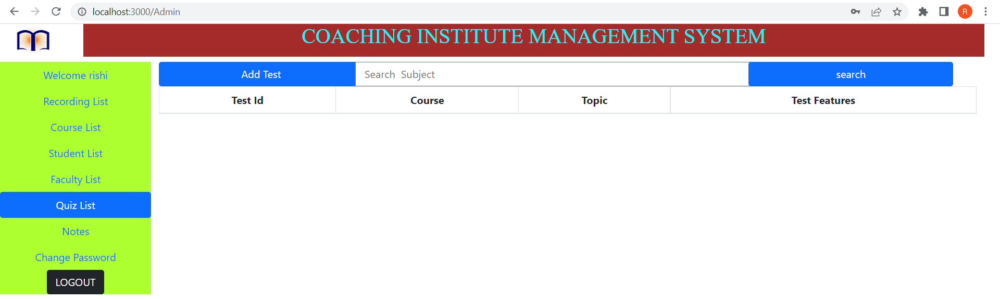 localhost:3000/Admin
R
COACHING INSTITUTE MANAGEMENT SYSTEM
Welcome rishi
Recording List
Course List
Student List
Faculty List
Quiz List
Notes
Change Password
LOGOUT
Add Test Search  Subject search
Test Id Course Topic Test Features